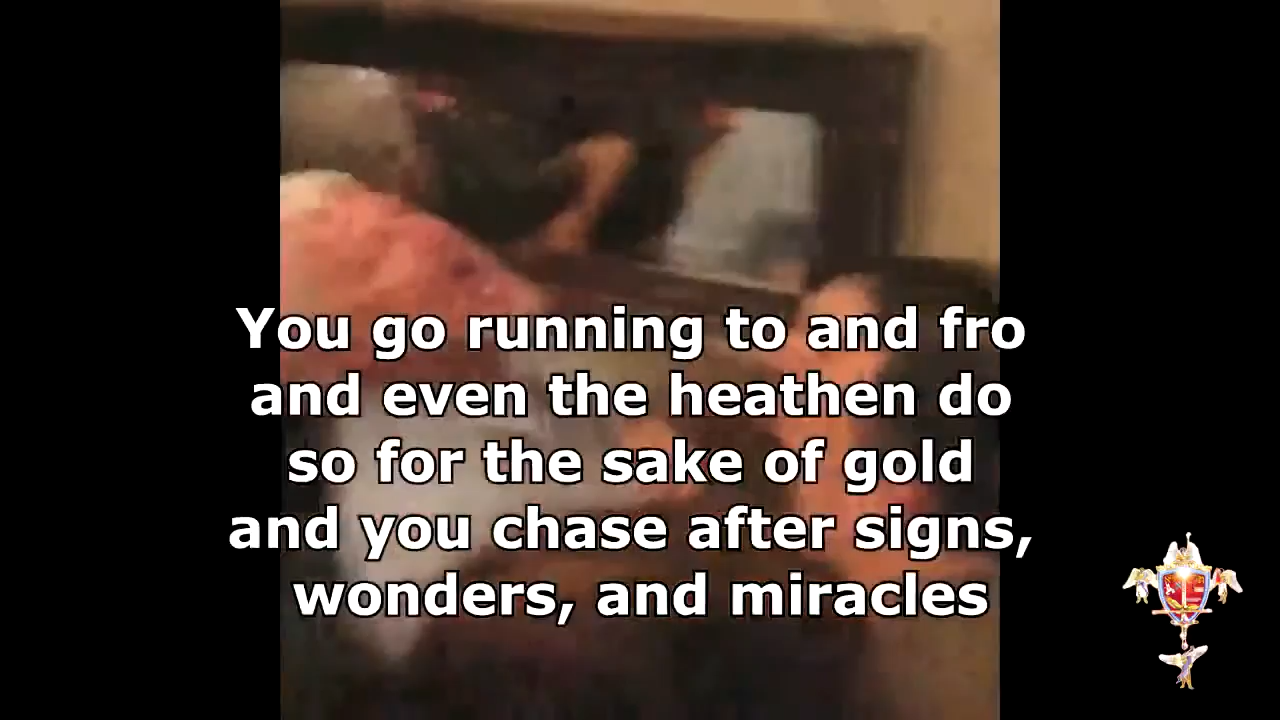 You go running to and fro
and even the heathen do
so for the sake of gold
and you chase after signs,
wonders, and miracles